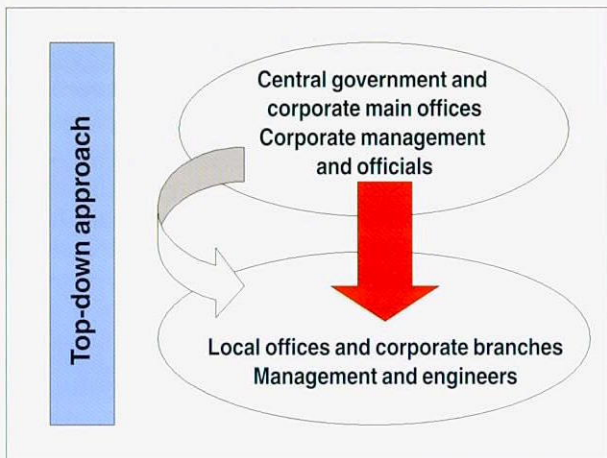 Top-down approach
Central government and
corporate main offices
Corporate management
and officials
Local offices and corporate branches
Management and engineers